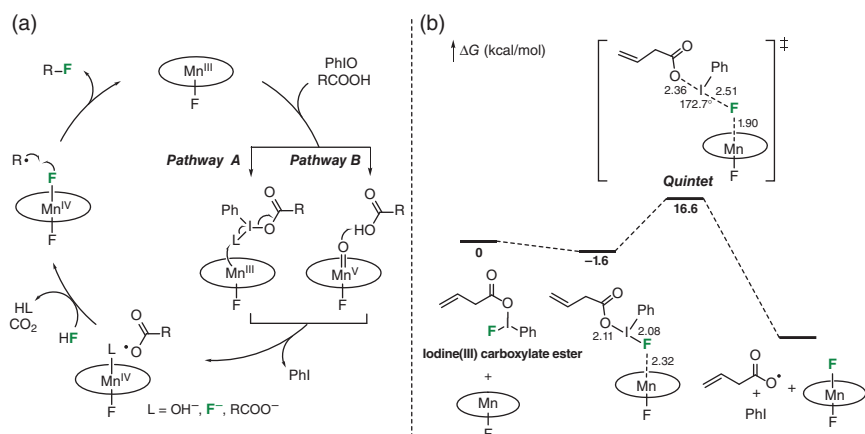 (a)
R–F
Mn^III
F
PhIO
RCOOH
Pathway A
Pathway B
R•
F
Mn^IV
F
Ph
I
L
O
O
R
Mn^III
F
O
HO
R
O
Mn^V
F
HL
CO2
HF
L
•O
O
R
Mn^IV
F
PhI
L = OH–, F–, RCOO–
(b)
ΔG (kcal/mol)
‡
O
O
Ph
I
2.36
2.51
172.7°
F
1.90
Mn
F
Quintet
16.6
0
–1.6
O
O
F
I
Ph
Iodine(III) carboxylate ester
+
Mn
F
O
O
I
Ph
2.11
2.08
F
2.32
Mn
F
O
O•
+
PhI
+
F
Mn
F